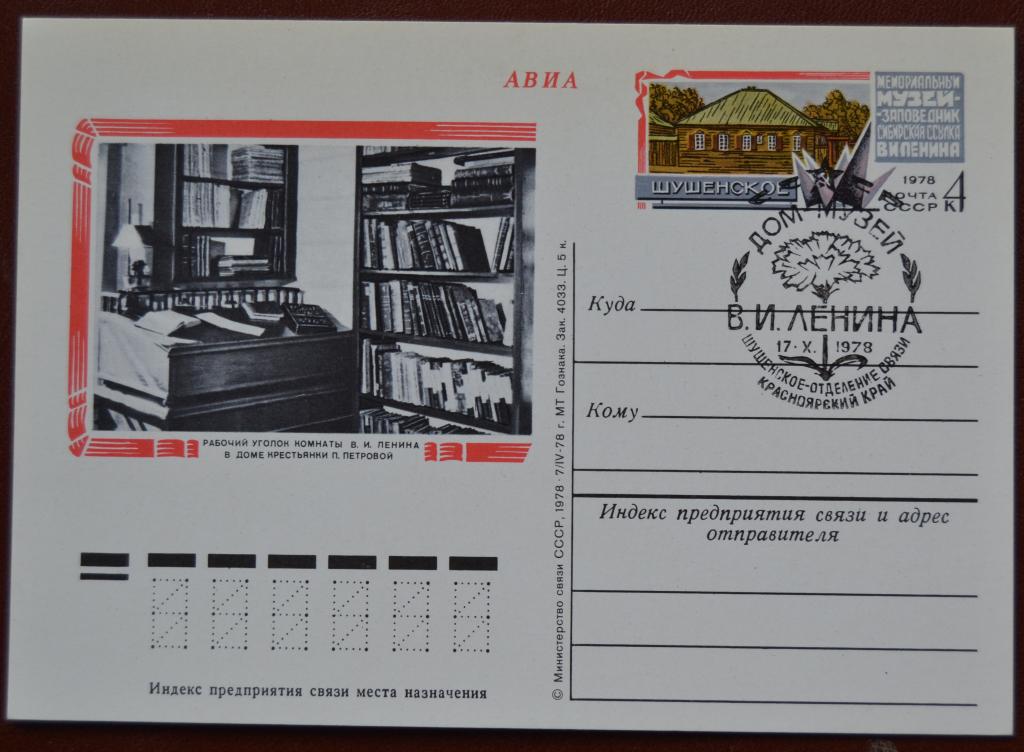 АВИА
МЕМОРИАЛЬНЫЙ
МУЗЕЙ-
-ЗАПОВЕДНИК
СИБИРСКАЯ ССЫЛКА
В.И.ЛЕНИНА
ШУШЕНСКОЕ
1978
ПОЧТА
СССР К 4
РАБОЧИЙ УГОЛОК КОМНАТЫ В. И. ЛЕНИНА
В ДОМЕ КРЕСТЬЯНКИ П. ПЕТРОВОЙ
ДОМ-МУЗЕЙ
В.И. ЛЕНИНА
17·X. 1978
ШУШЕНСКОЕ-ОТДЕЛЕНИЕ СВЯЗИ
КРАСНОЯРСКИЙ КРАЙ
Куда
Кому
Индекс предприятия связи и адрес
отправителя
© Министерство связи СССР, 1978 · 7/IV-78 г. МТ Гознака. Зак. 4033. Ц. 5 к.
Индекс предприятия связи места назначения